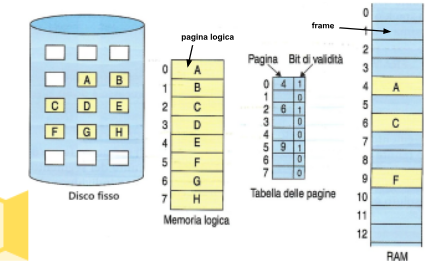 A B
C D E
F G H
Disco fisso
pagina logica
0 A
1 B
2 C
3 D
4 E
5 F
6 G
7 H
Memoria logica
Pagina Bit di validità
0 4 1
1 0
2 6 1
3 0
4 0
5 9 1
6 0
7 0
Tabella delle pagine
frame
0
1
2
3
4 A
5
6 C
7
8
9 F
10
11
12
RAM